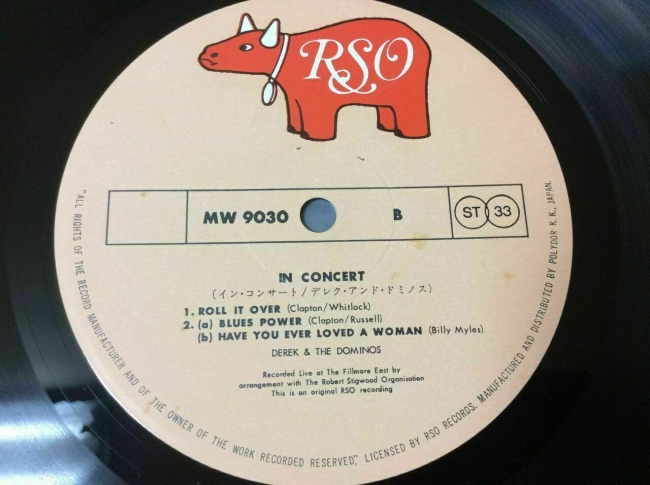 RSO
MW 9030 B ST 33
IN CONCERT
(イン・コンサート/デレク・アンド・ドミノス)
1. ROLL IT OVER (Clapton/Whitlock)
2. (a) BLUES POWER (Clapton/Russell)
(b) HAVE YOU EVER LOVED A WOMAN (Billy Myles)
DEREK & THE DOMINOS
Recorded Live at The Fillmore East by
arrangement with The Robert Stigwood Organisation
This is an original RSO recording
"ALL RIGHTS OF THE RECORD MANUFACTURER AND OF THE OWNER OF THE WORK RECORDED RESERVED," LICENSED BY RSO RECORDS. MANUFACTURED AND DISTRIBUTED BY POLYDOR K. K., JAPAN.